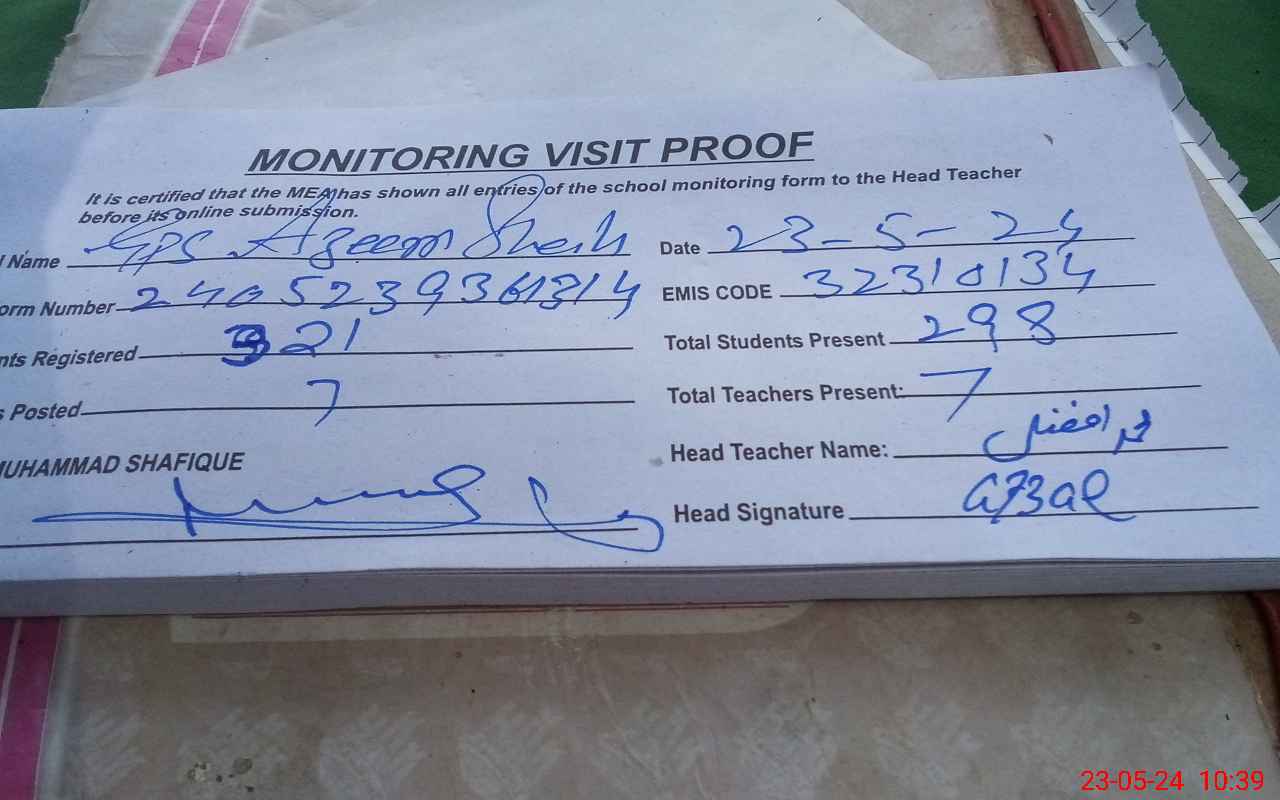 MONITORING VISIT PROOF
It is certified that the MEA has shown all entries of the school monitoring form to the Head Teacher
before its online submission.
l Name GPS Azeem Sheikh Date 23-5-24
orm Number 2405239361314 EMIS CODE 32310134
nts Registered 321 Total Students Present 298
s Posted 7 Total Teachers Present: 7
MUHAMMAD SHAFIQUE Head Teacher Name: محمد افضل
Head Signature afzal
23-05-24 10:39